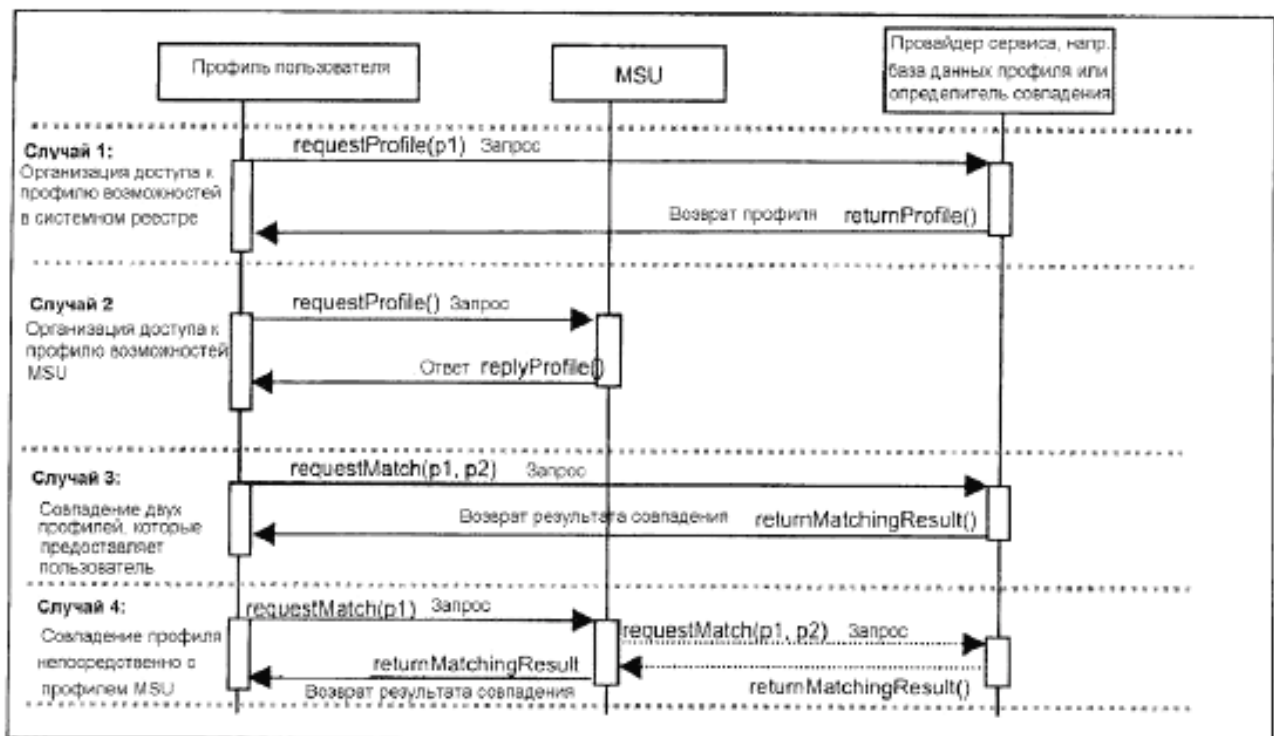 Профиль пользователя
MSU
Провайдер сервиса, напр.
база данных профиля или
определитель совпадения
Случай 1:
Организация доступа к
профилю возможностей
в системном реестре
requestProfile(p1) Запрос
Возврат профиля returnProfile()
Случай 2
Организация доступа к
профилю возможностей
MSU
requestProfile() Запрос
Ответ replyProfile()
Случай 3:
Совпадение двух
профилей, которые
предоставляет
пользователь
requestMatch(p1, p2) Запрос
Возврат результата совпадения returnMatchingResult()
Случай 4:
Совпадение профиля
непосредственно с
профилем MSU
requestMatch(p1) Запрос
requestMatch(p1, p2) Запрос
returnMatchingResult
Возврат результата совпадения
returnMatchingResult()